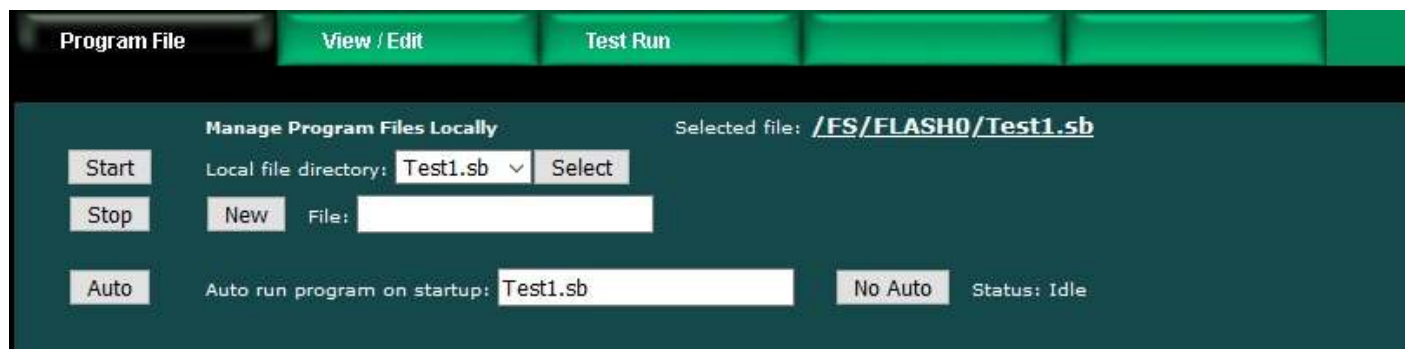 Program File View / Edit Test Run
Manage Program Files Locally Selected file: /FS/FLASH0/Test1.sb
Start Local file directory: Test1.sb Select
Stop New File:
Auto Auto run program on startup: Test1.sb No Auto Status: Idle